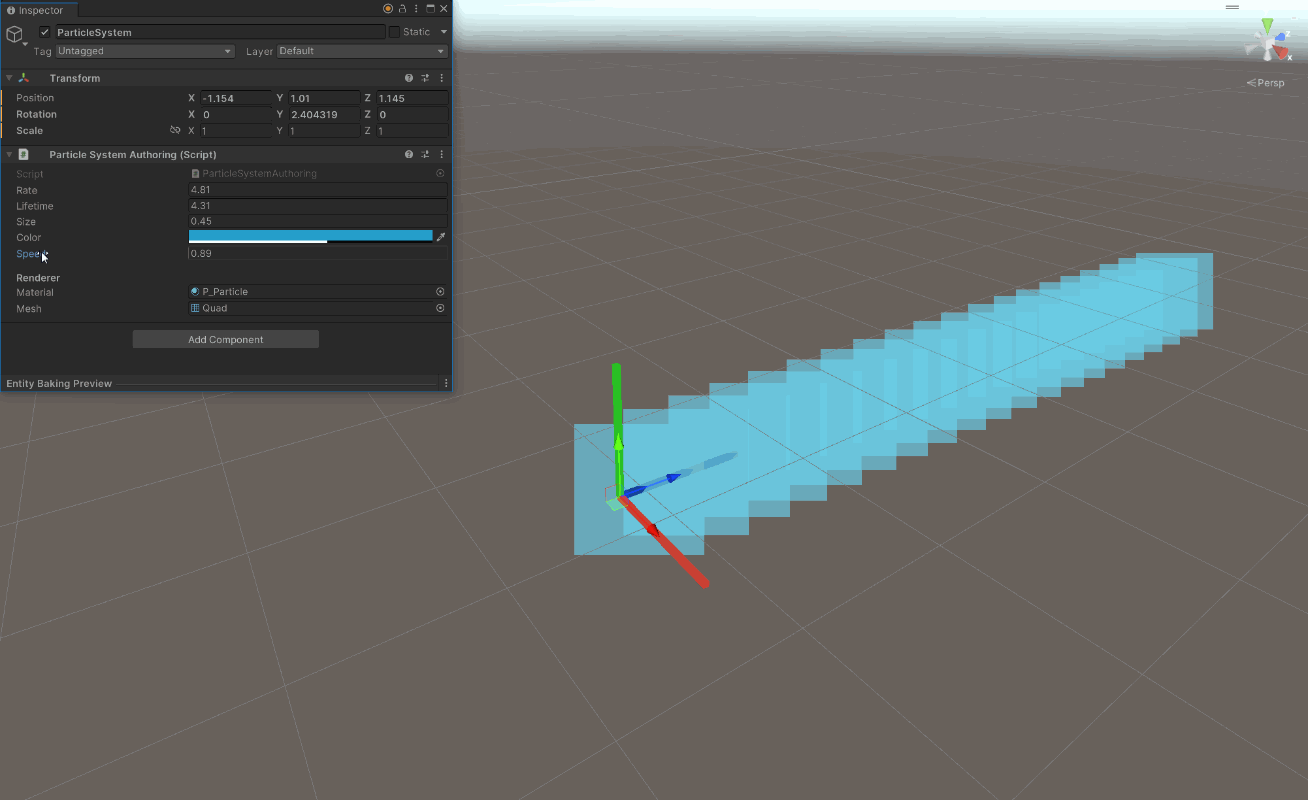 Inspector
ParticleSystem
Static
Tag Untagged Layer Default
Transform
Position X -1.154 Y 1.01 Z 1.145
Rotation X 0 Y 2.404319 Z 0
Scale X 1 Y 1 Z 1
Particle System Authoring (Script)
Script ParticleSystemAuthoring
Rate 4.81
Lifetime 4.31
Size 0.45
Color
Speed 0.89
Renderer
Material P_Particle
Mesh Quad
Add Component
Entity Baking Preview
z
x
Persp